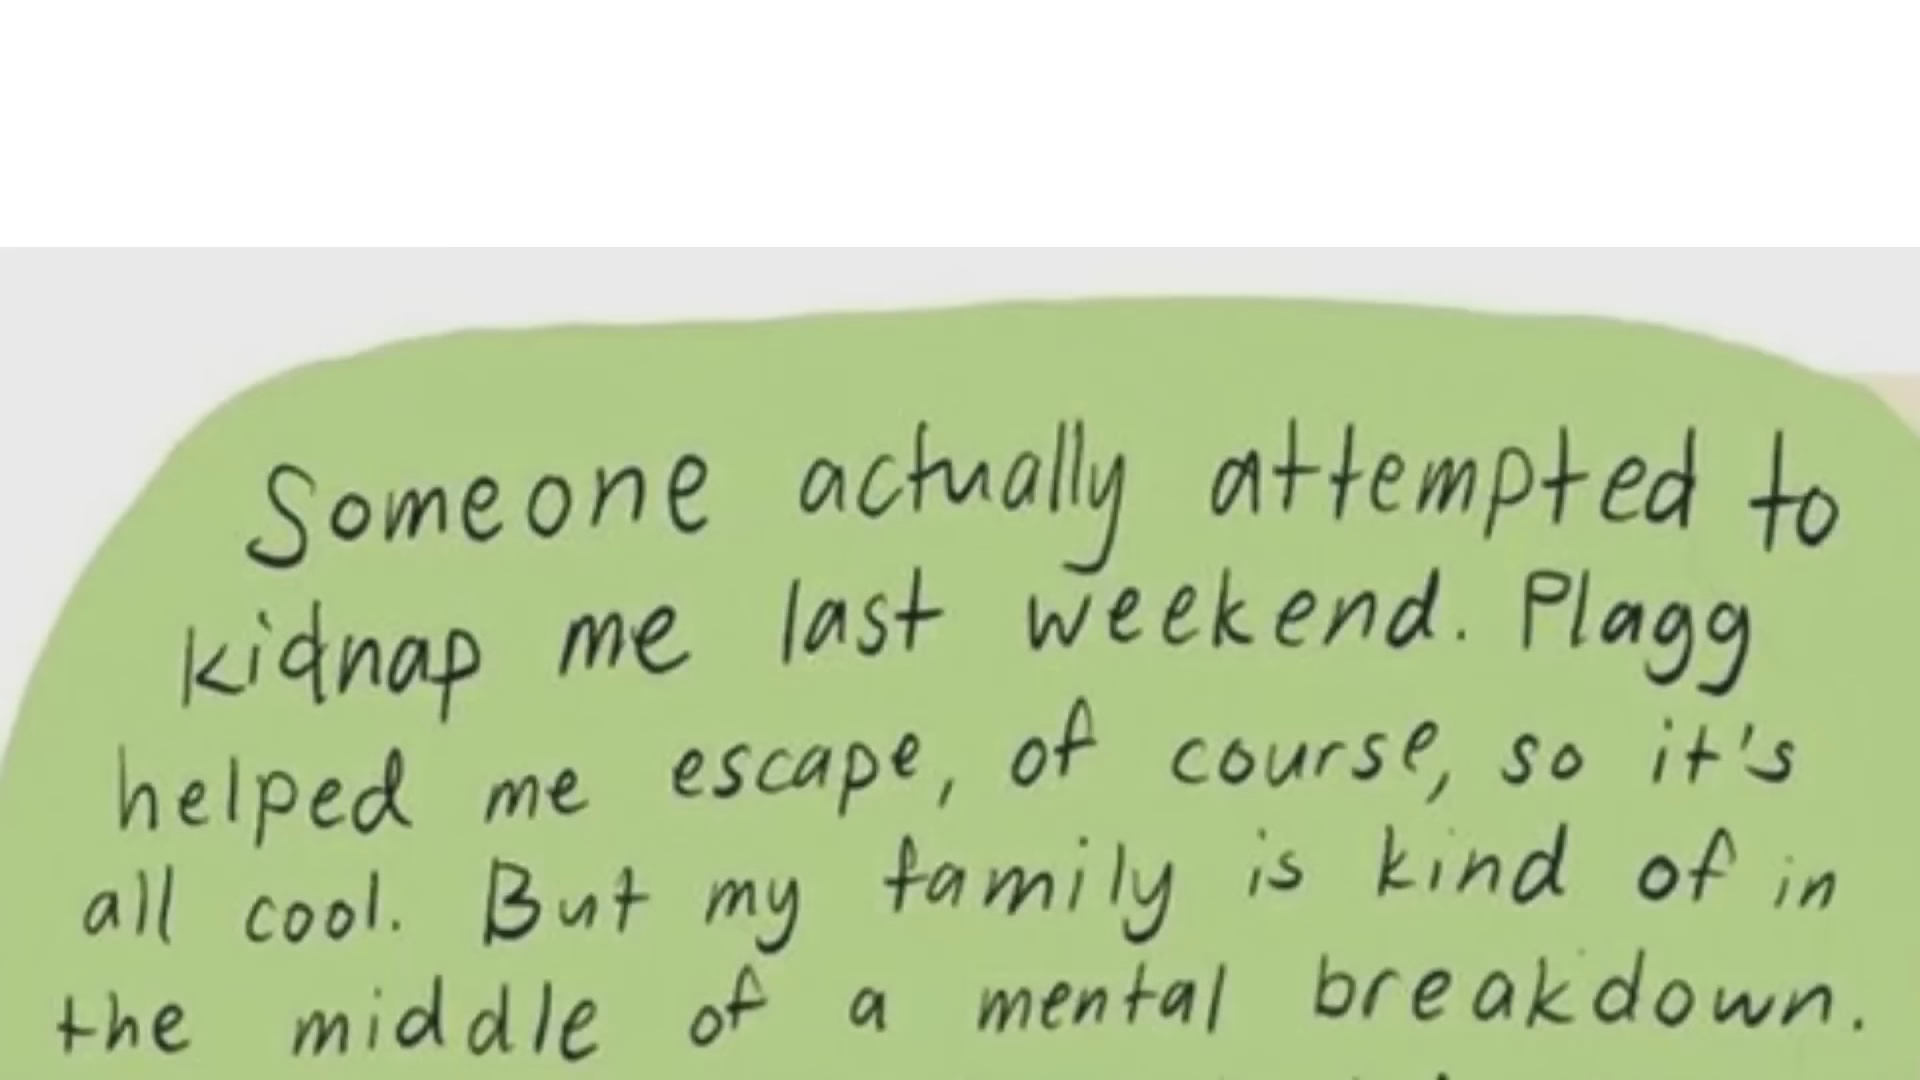 Someone actually attempted to
kidnap me last weekend. Plagg
helped me escape, of course, so it's
all cool. But my family is kind of in
the middle of a mental breakdown.